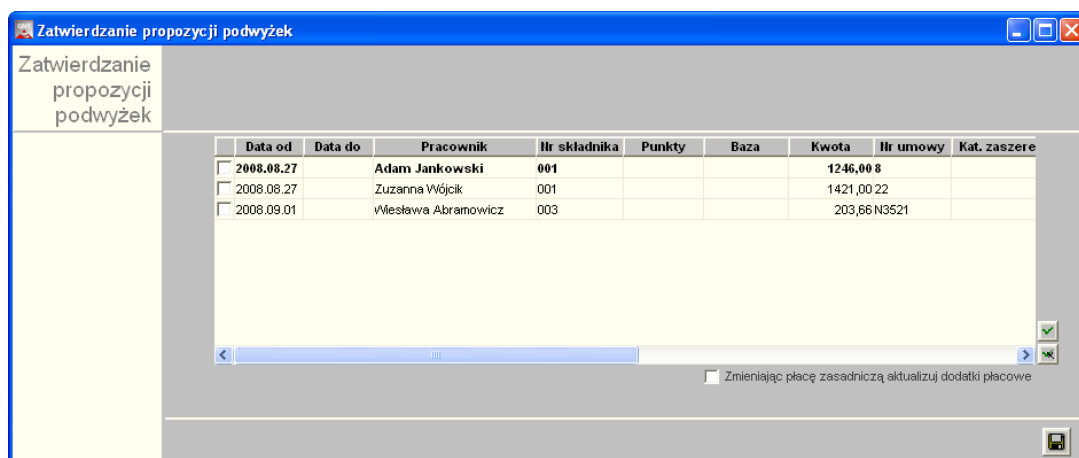 Zatwierdzanie propozycji podwyżek
Zatwierdzanie
propozycji
podwyżek
Data od Data do Pracownik Nr składnika Punkty Baza Kwota Nr umowy Kat. zaszere
2008.08.27 Adam Jankowski 001 1246,00 8
2008.08.27 Zuzanna Wójcik 001 1421,00 22
2008.09.01 Wiesława Abramowicz 003 203,66 N3521
Zmieniając płacę zasadniczą aktualizuj dodatki płacowe